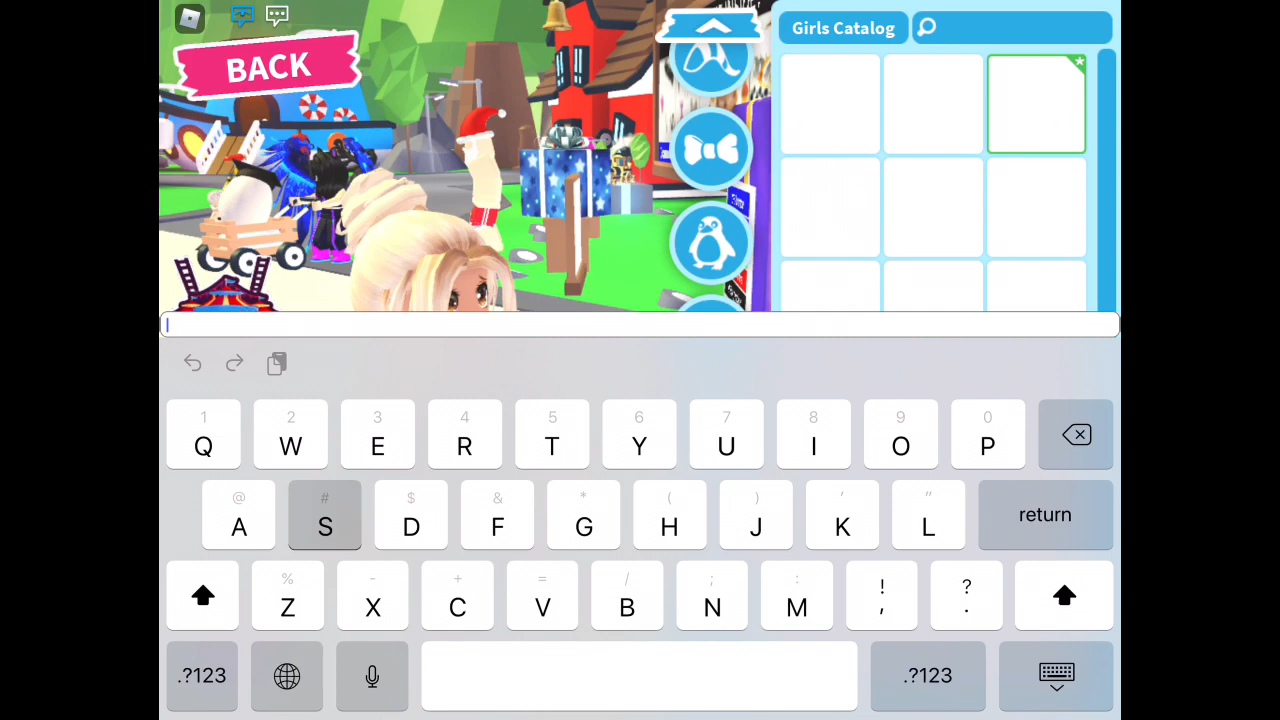 BACK
Girls Catalog
1 2 3 4 5 6 7 8 9 0
Q W E R T Y U I O P
@ # $ & * ( ) ' "
A S D F G H J K L return
% - + = / ; : ! ?
Z X C V B N M , .
.?123 .?123